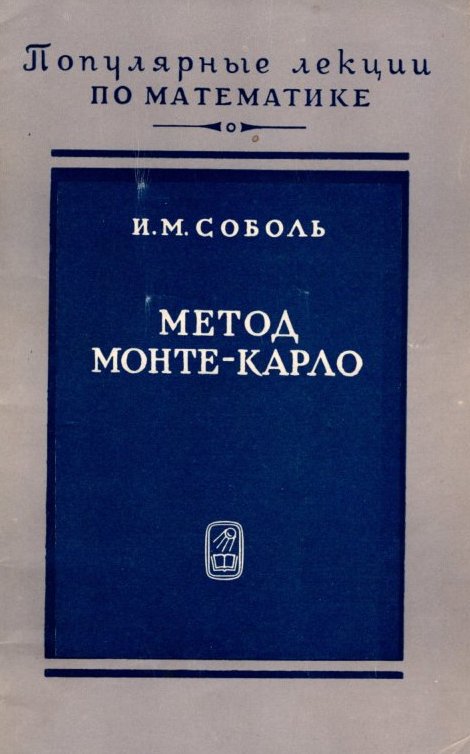 Популярные лекции
ПО МАТЕМАТИКЕ
И.М. СОБОЛЬ
МЕТОД
МОНТЕ-КАРЛО